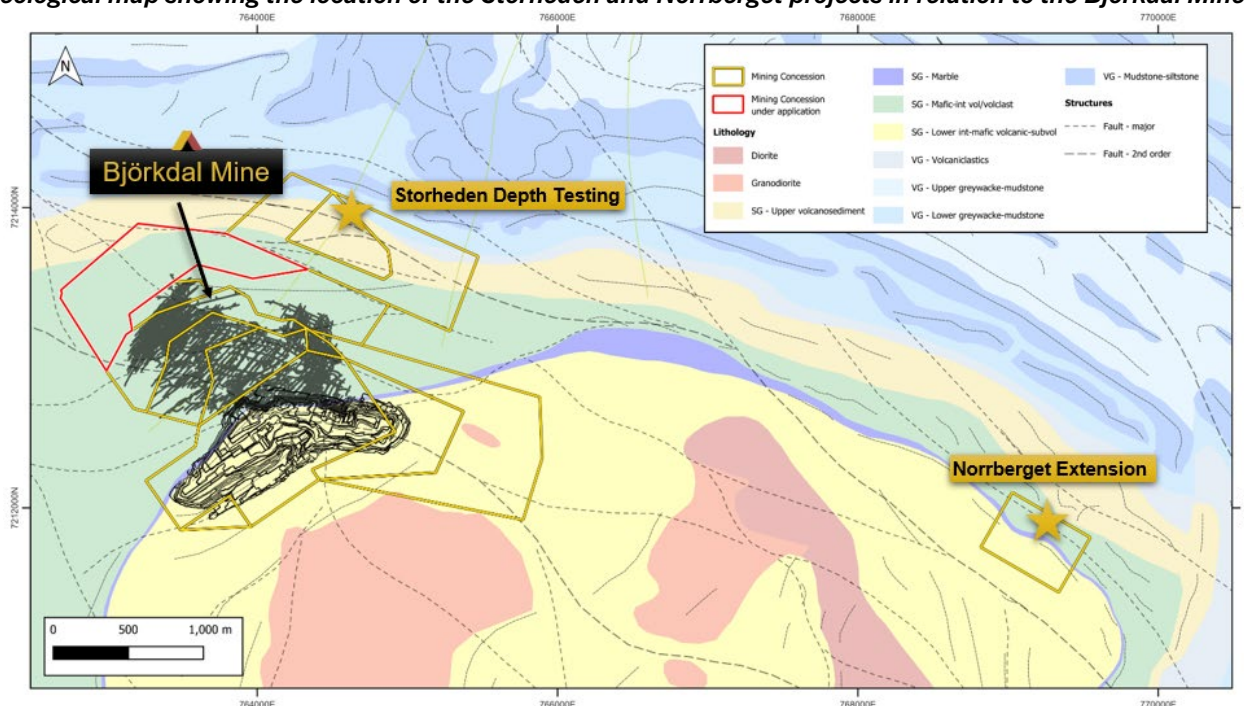 eological map showing the location of the Storheden and Norrberget projects in relation to the Björkdal Mine
764000E 766000E 768000E 770000E
N
Mining Concession
Mining Concession
under application
Lithology
Diorite
Granodiorite
SG - Upper volcanosediment
SG - Marble
SG - Mafic-int vol/volclast
SG - Lower int-mafic volcanic-subvol
VG - Volcaniclastics
VG - Upper greywacke-mudstone
VG - Lower greywacke-mudstone
VG - Mudstone-siltstone
Structures
Fault - major
Fault - 2nd order
Björkdal Mine
Storheden Depth Testing
7214000N
Norrberget Extension
7212000N
0 500 1,000 m
764000E 766000E 768000E 770000E